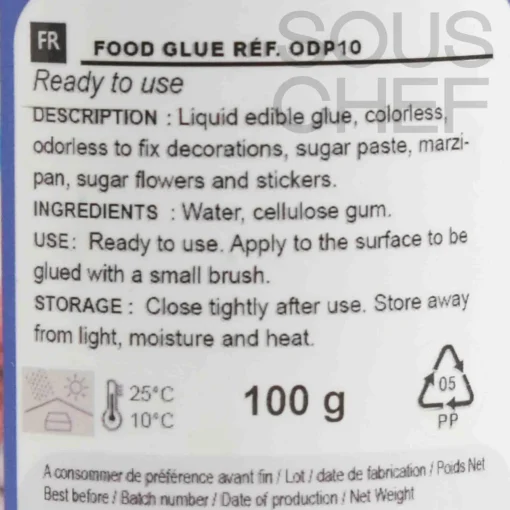 SOUS
CHEF
FR
FOOD GLUE RÉF. ODP10
Ready to use
DESCRIPTION : Liquid edible glue, colorless,
odorless to fix decorations, sugar paste, marzi-
pan, sugar flowers and stickers.
INGREDIENTS : Water, cellulose gum.
USE: Ready to use. Apply to the surface to be
glued with a small brush.
STORAGE : Close tightly after use. Store away
from light, moisture and heat.
25°C
10°C
100 g
05
PP
A consommer de préférence avant fin / Lot / date de fabrication / Poids Net
Best before / Batch number / Date of production / Net Weight